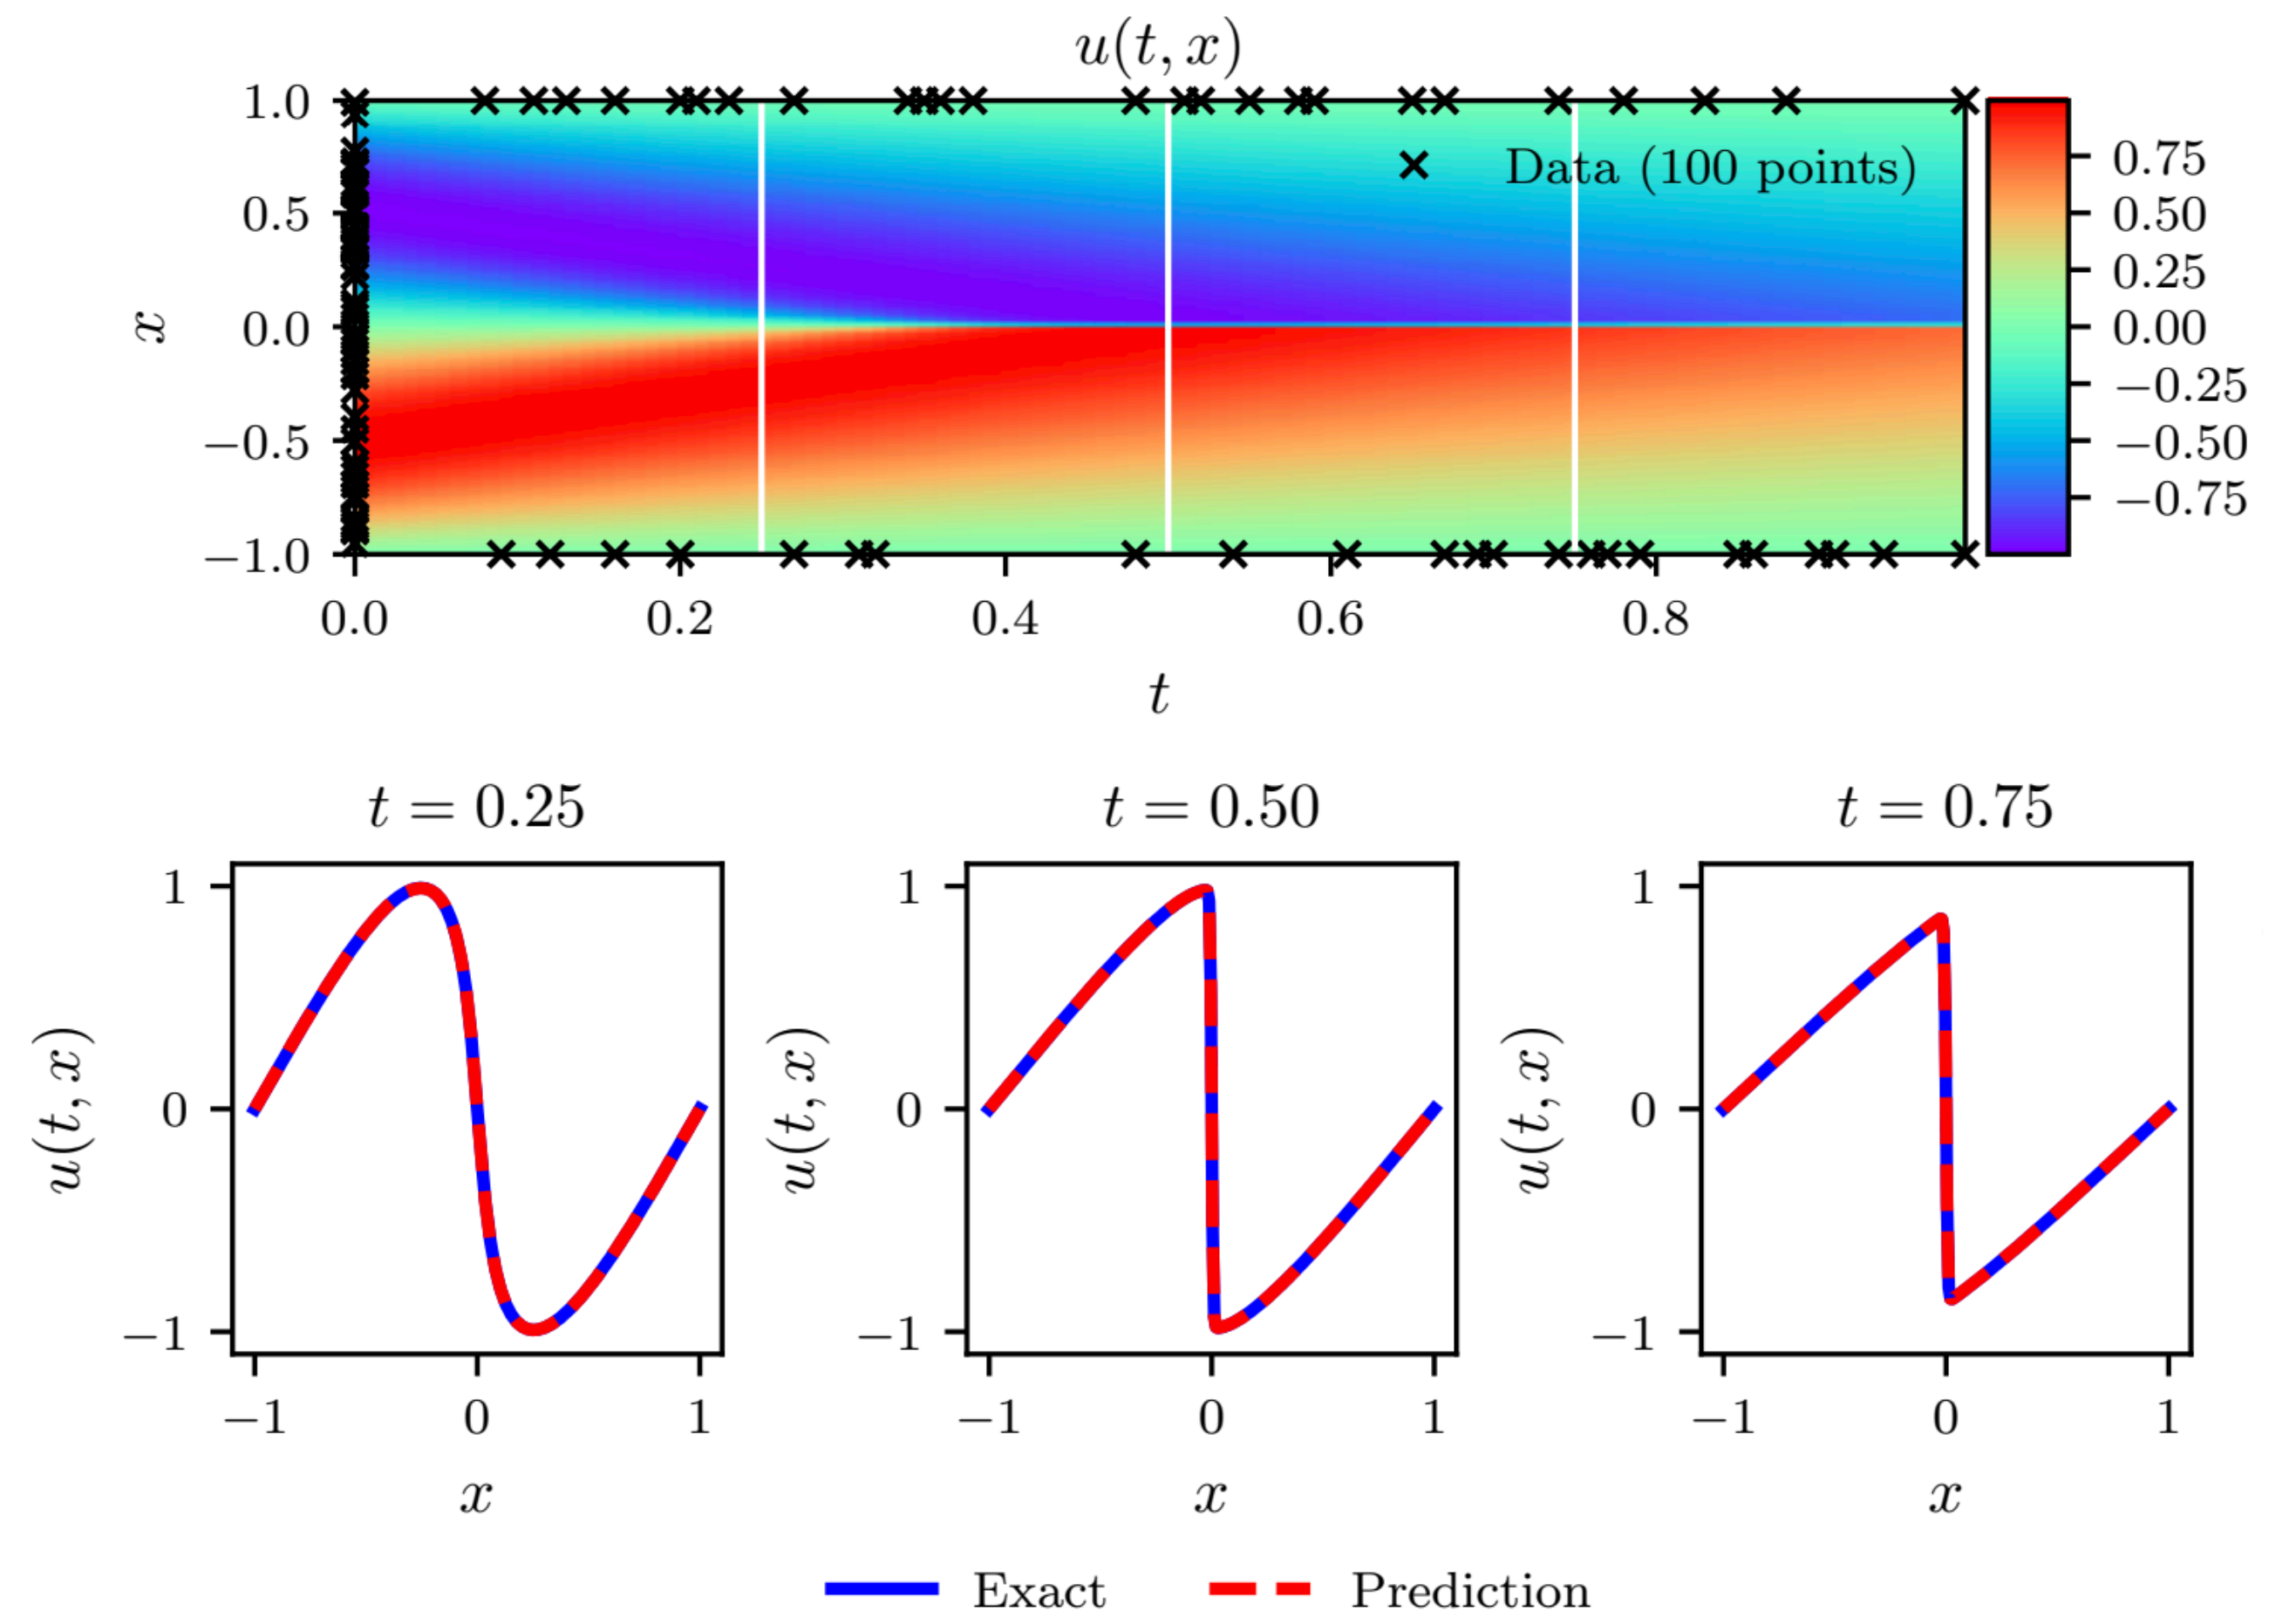 u(t, x)
1.0
0.5
0.0
−0.5
−1.0
x
Data (100 points)
0.75
0.50
0.25
0.00
−0.25
−0.50
−0.75
0.0 0.2 0.4 0.6 0.8
t
t = 0.25 t = 0.50 t = 0.75
u(t, x)
1
0
−1
−1 0 1
x
u(t, x)
1
0
−1
−1 0 1
x
u(t, x)
1
0
−1
−1 0 1
x
Exact Prediction